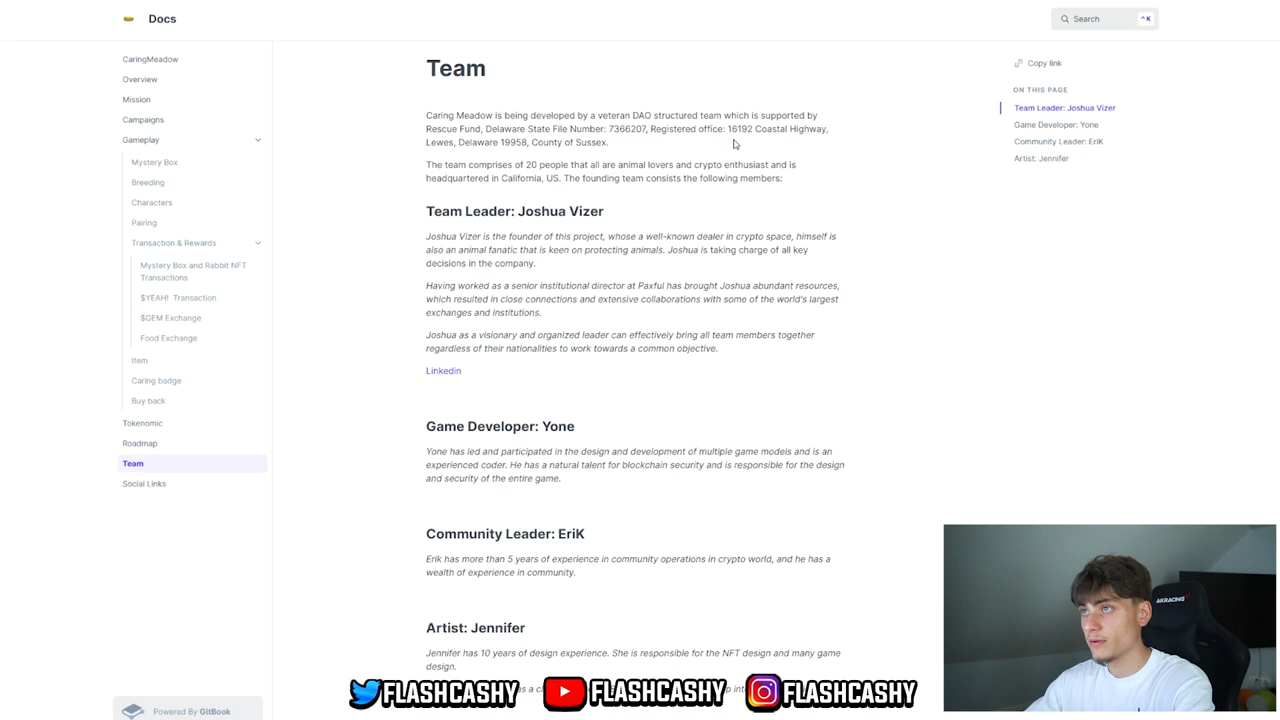 Docs
Search
^K
CaringMeadow
Overview
Mission
Campaigns
Gameplay
Mystery Box
Breeding
Characters
Pairing
Transaction & Rewards
Mystery Box and Rabbit NFT
Transactions
$YEAH! Transaction
$GEM Exchange
Food Exchange
Item
Caring badge
Buy back
Tokenomic
Roadmap
Team
Social Links
Powered By GitBook
Team
Caring Meadow is being developed by a veteran DAO structured team which is supported by
Rescue Fund, Delaware State File Number: 7366207, Registered office: 16192 Coastal Highway,
Lewes, Delaware 19958, County of Sussex.
The team comprises of 20 people that all are animal lovers and crypto enthusiast and is
headquartered in California, US. The founding team consists the following members:
Team Leader: Joshua Vizer
Joshua Vizer is the founder of this project, whose a well-known dealer in crypto space, himself is
also an animal fanatic that is keen on protecting animals. Joshua is taking charge of all key
decisions in the company.
Having worked as a senior institutional director at Paxful has brought Joshua abundant resources,
which resulted in close connections and extensive collaborations with some of the world's largest
exchanges and institutions.
Joshua as a visionary and organized leader can effectively bring all team members together
regardless of their nationalities to work towards a common objective.
Linkedin
Game Developer: Yone
Yone has led and participated in the design and development of multiple game models and is an
experienced coder. He has a natural talent for blockchain security and is responsible for the design
and security of the entire game.
Community Leader: EriK
Erik has more than 5 years of experience in community operations in crypto world, and he has a
wealth of experience in community.
Artist: Jennifer
Jennifer has 10 years of design experience. She is responsible for the NFT design and many game
design.
Copy link
ON THIS PAGE
Team Leader: Joshua Vizer
Game Developer: Yone
Community Leader: EriK
Artist: Jennifer
AKRACING
FLASHCASHY
FLASHCASHY
FLASHCASHY